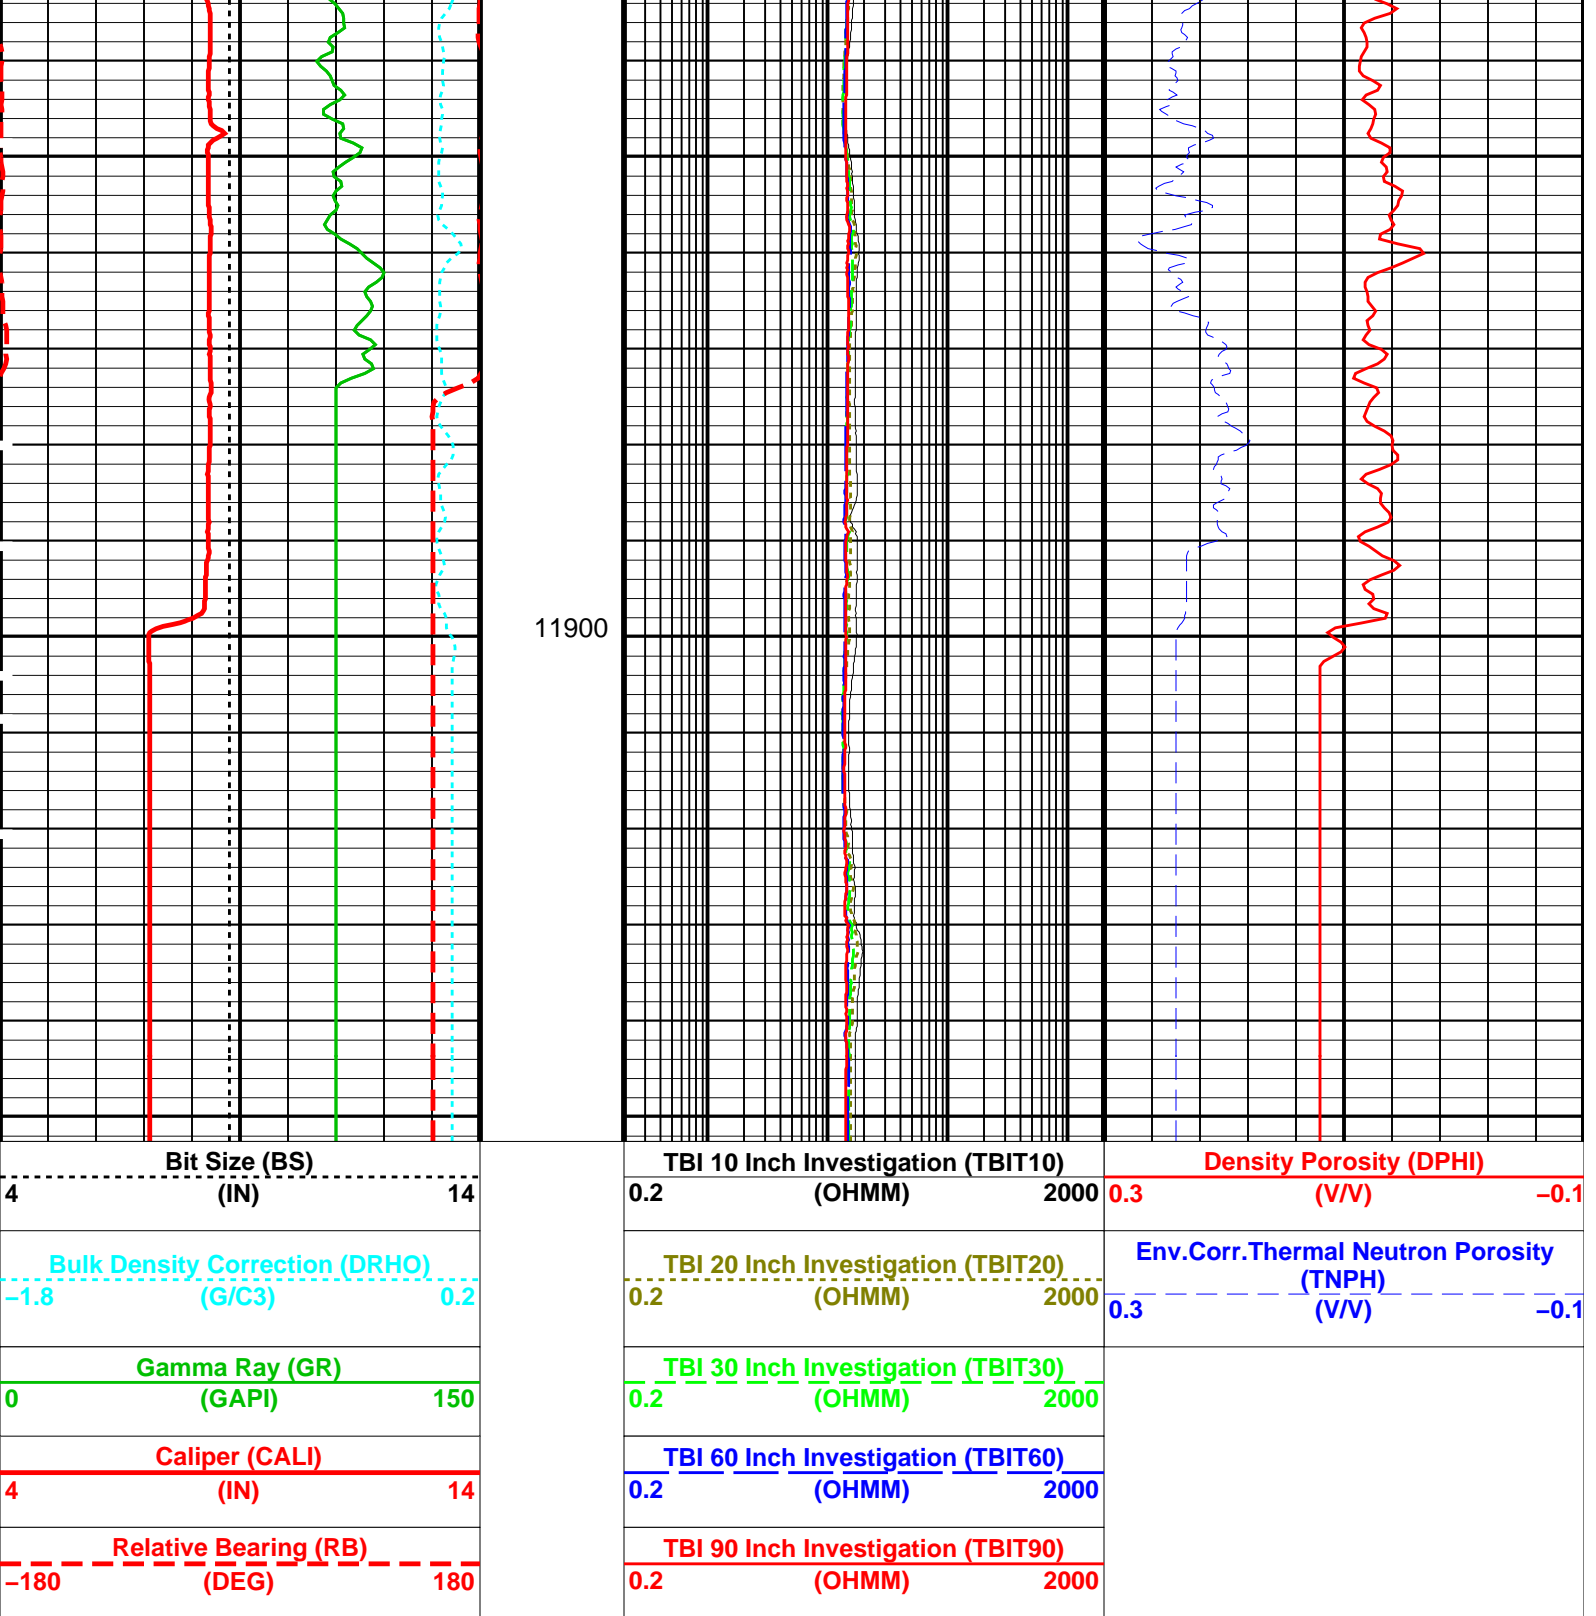 11900
Bit Size (BS)
4 (IN) 14
Bulk Density Correction (DRHO)
−1.8 (G/C3) 0.2
Gamma Ray (GR)
0 (GAPI) 150
Caliper (CALI)
4 (IN) 14
Relative Bearing (RB)
−180 (DEG) 180
TBI 10 Inch Investigation (TBIT10)
0.2 (OHMM) 2000
TBI 20 Inch Investigation (TBIT20)
0.2 (OHMM) 2000
TBI 30 Inch Investigation (TBIT30)
0.2 (OHMM) 2000
TBI 60 Inch Investigation (TBIT60)
0.2 (OHMM) 2000
TBI 90 Inch Investigation (TBIT90)
0.2 (OHMM) 2000
Density Porosity (DPHI)
0.3 (V/V) −0.1
Env.Corr.Thermal Neutron Porosity
(TNPH)
0.3 (V/V) −0.1